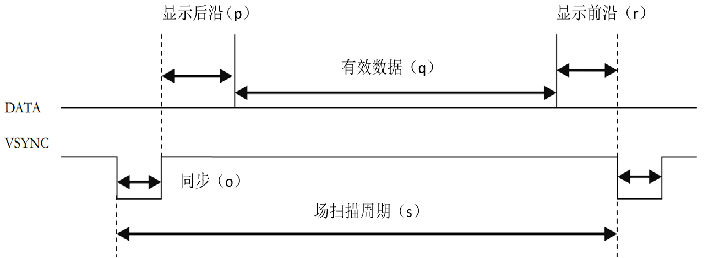 显示后沿（p）
显示前沿（r）
有效数据（q）
DATA
VSYNC
同步（o）
场扫描周期（s）